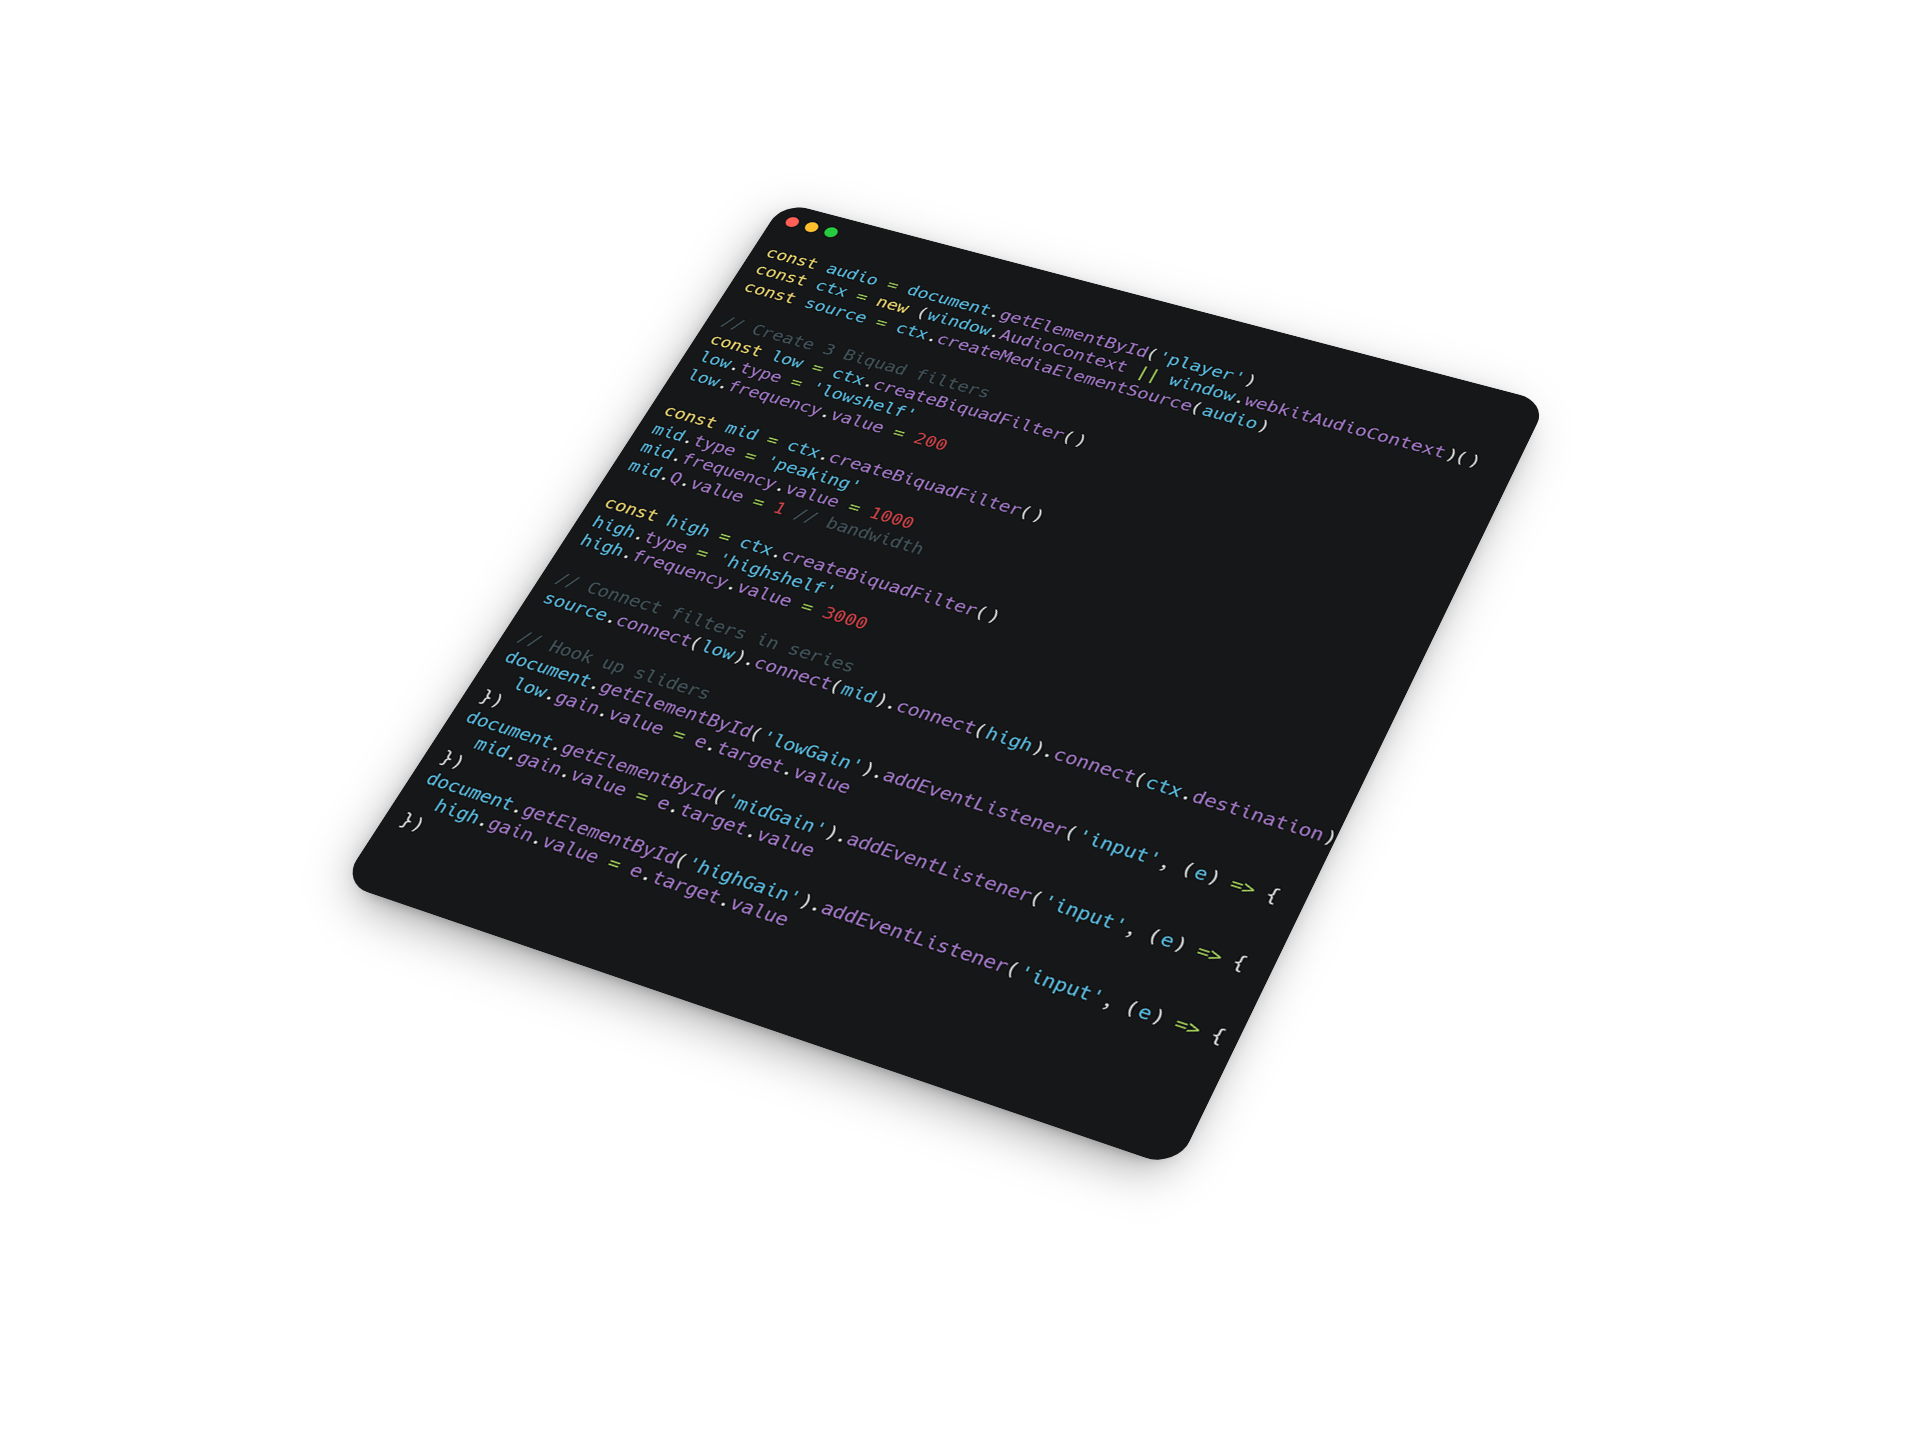 const audio = document.getElementById('player')
const ctx = new (window.AudioContext || window.webkitAudioContext)()
const source = ctx.createMediaElementSource(audio)

// Create 3 Biquad filters
const low = ctx.createBiquadFilter()
low.type = 'lowshelf'
low.frequency.value = 200

const mid = ctx.createBiquadFilter()
mid.type = 'peaking'
mid.frequency.value = 1000
mid.Q.value = 1 // bandwidth

const high = ctx.createBiquadFilter()
high.type = 'highshelf'
high.frequency.value = 3000

// Connect filters in series
source.connect(low).connect(mid).connect(high).connect(ctx.destination)

// Hook up sliders
document.getElementById('lowGain').addEventListener('input', (e) => {
  low.gain.value = e.target.value
})
document.getElementById('midGain').addEventListener('input', (e) => {
  mid.gain.value = e.target.value
})
document.getElementById('highGain').addEventListener('input', (e) => {
  high.gain.value = e.target.value
})